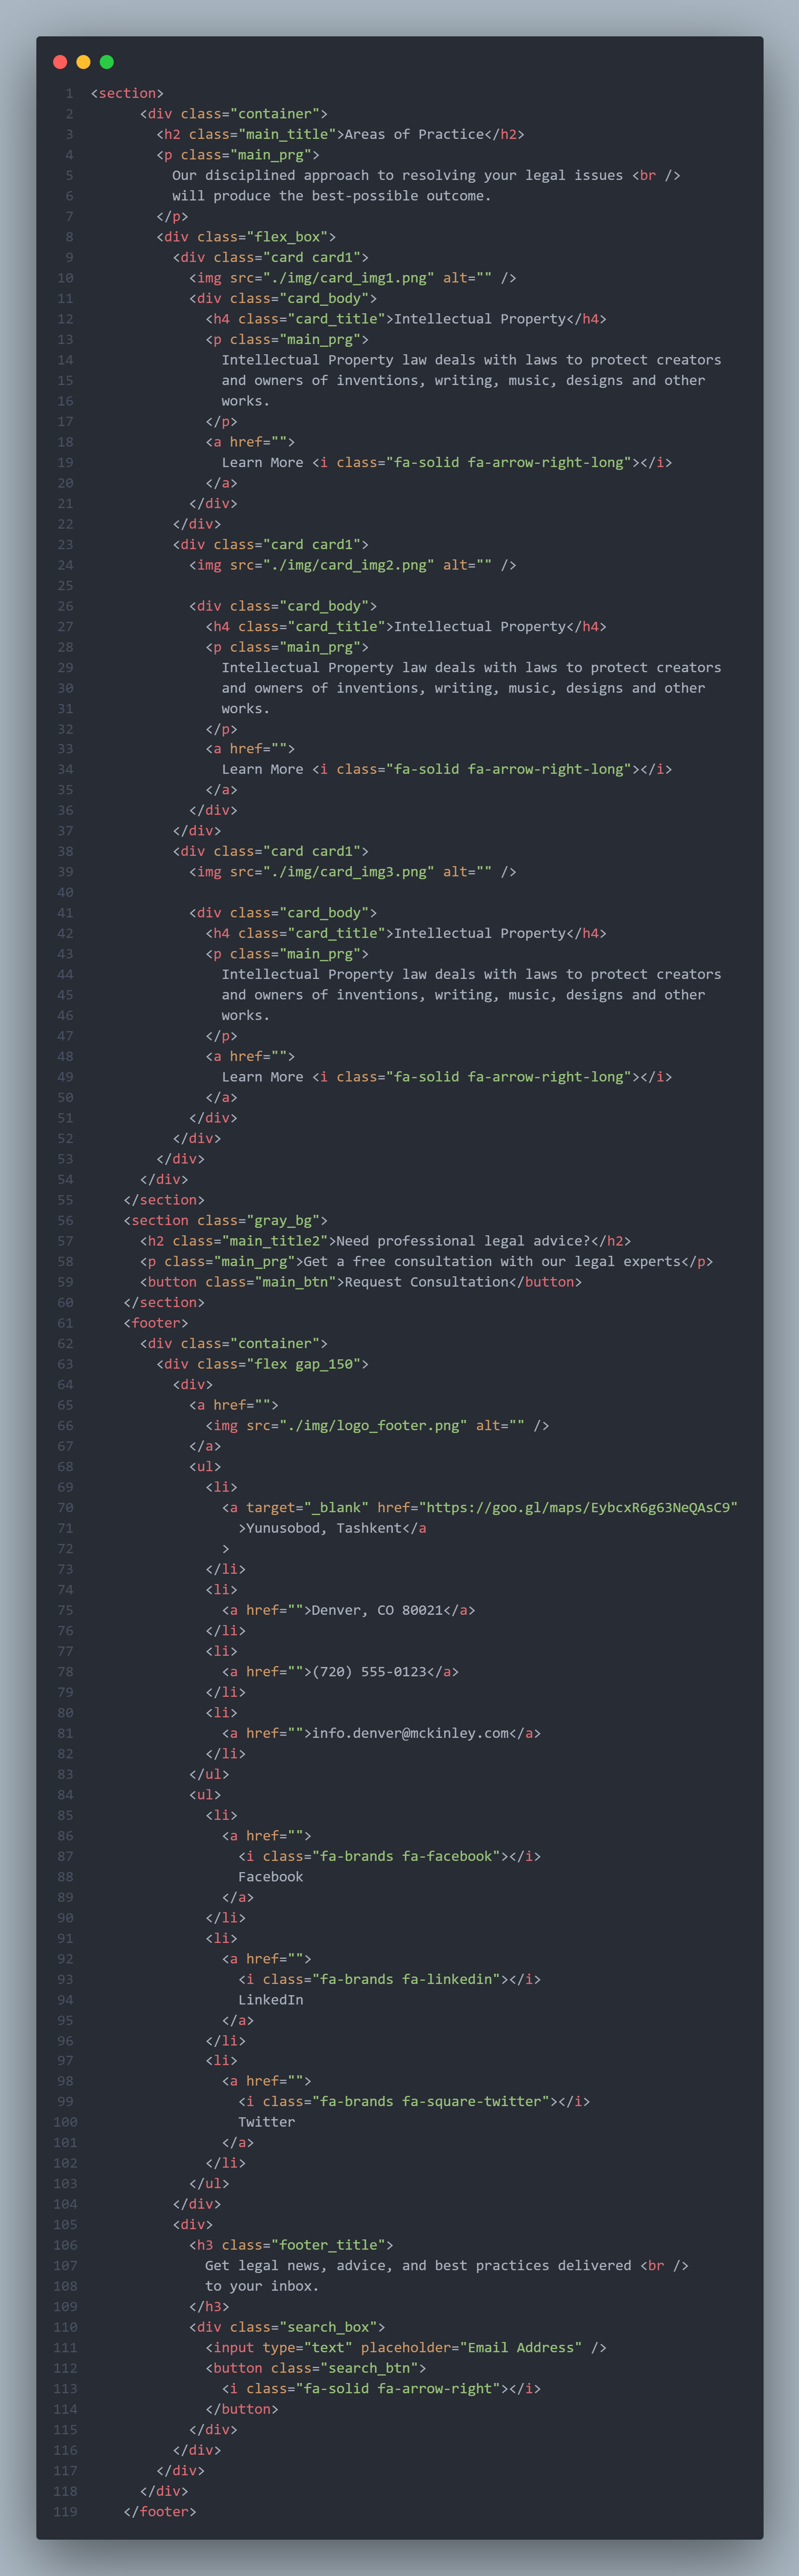 1 <section>
2       <div class="container">
3         <h2 class="main_title">Areas of Practice</h2>
4         <p class="main_prg">
5           Our disciplined approach to resolving your legal issues <br />
6           will produce the best-possible outcome.
7         </p>
8         <div class="flex_box">
9           <div class="card card1">
10             <img src="./img/card_img1.png" alt="" />
11             <div class="card_body">
12               <h4 class="card_title">Intellectual Property</h4>
13               <p class="main_prg">
14                 Intellectual Property law deals with laws to protect creators
15                 and owners of inventions, writing, music, designs and other
16                 works.
17               </p>
18               <a href="">
19                 Learn More <i class="fa-solid fa-arrow-right-long"></i>
20               </a>
21             </div>
22           </div>
23           <div class="card card1">
24             <img src="./img/card_img2.png" alt="" />
25
26             <div class="card_body">
27               <h4 class="card_title">Intellectual Property</h4>
28               <p class="main_prg">
29                 Intellectual Property law deals with laws to protect creators
30                 and owners of inventions, writing, music, designs and other
31                 works.
32               </p>
33               <a href="">
34                 Learn More <i class="fa-solid fa-arrow-right-long"></i>
35               </a>
36             </div>
37           </div>
38           <div class="card card1">
39             <img src="./img/card_img3.png" alt="" />
40
41             <div class="card_body">
42               <h4 class="card_title">Intellectual Property</h4>
43               <p class="main_prg">
44                 Intellectual Property law deals with laws to protect creators
45                 and owners of inventions, writing, music, designs and other
46                 works.
47               </p>
48               <a href="">
49                 Learn More <i class="fa-solid fa-arrow-right-long"></i>
50               </a>
51             </div>
52           </div>
53         </div>
54       </div>
55     </section>
56     <section class="gray_bg">
57       <h2 class="main_title2">Need professional legal advice?</h2>
58       <p class="main_prg">Get a free consultation with our legal experts</p>
59       <button class="main_btn">Request Consultation</button>
60     </section>
61     <footer>
62       <div class="container">
63         <div class="flex gap_150">
64           <div>
65             <a href="">
66               <img src="./img/logo_footer.png" alt="" />
67             </a>
68             <ul>
69               <li>
70                 <a target="_blank" href="https://goo.gl/maps/EybcxR6g63NeQAsC9"
71                   >Yunusobod, Tashkent</a
72                 >
73               </li>
74               <li>
75                 <a href="">Denver, CO 80021</a>
76               </li>
77               <li>
78                 <a href="">(720) 555-0123</a>
79               </li>
80               <li>
81                 <a href="">info.denver@mckinley.com</a>
82               </li>
83             </ul>
84             <ul>
85               <li>
86                 <a href="">
87                   <i class="fa-brands fa-facebook"></i>
88                   Facebook
89                 </a>
90               </li>
91               <li>
92                 <a href="">
93                   <i class="fa-brands fa-linkedin"></i>
94                   LinkedIn
95                 </a>
96               </li>
97               <li>
98                 <a href="">
99                   <i class="fa-brands fa-square-twitter"></i>
100                   Twitter
101                 </a>
102               </li>
103             </ul>
104           </div>
105           <div>
106             <h3 class="footer_title">
107               Get legal news, advice, and best practices delivered <br />
108               to your inbox.
109             </h3>
110             <div class="search_box">
111               <input type="text" placeholder="Email Address" />
112               <button class="search_btn">
113                 <i class="fa-solid fa-arrow-right"></i>
114               </button>
115             </div>
116           </div>
117         </div>
118       </div>
119     </footer>